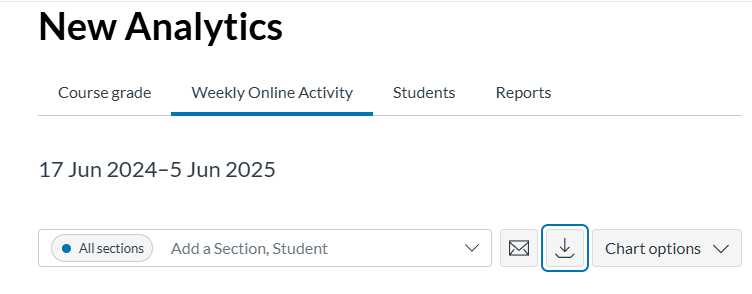 New Analytics
Course grade Weekly Online Activity Students Reports
17 Jun 2024–5 Jun 2025
All sections Add a Section, Student Chart options